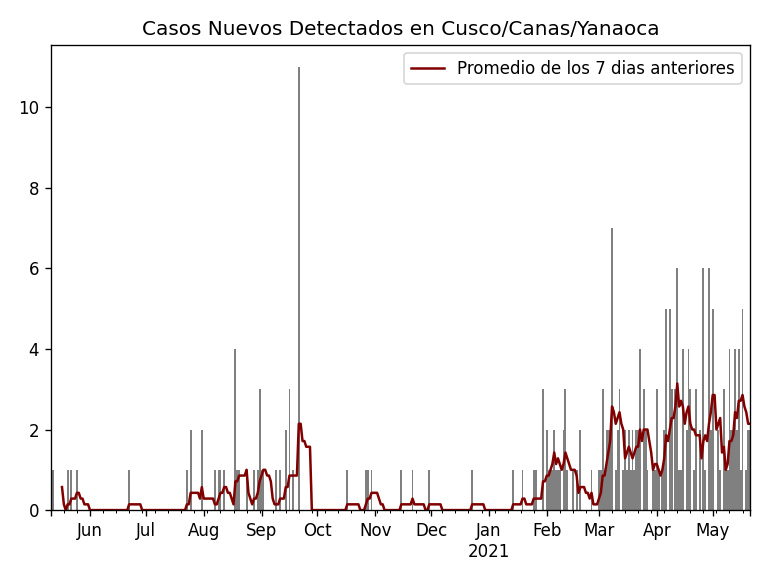 Casos Nuevos Detectados en Cusco/Canas/Yanaoca
Promedio de los 7 dias anteriores
10
8
6
4
2
0
Jun Jul Aug Sep Oct Nov Dec Jan Feb Mar Apr May
2021